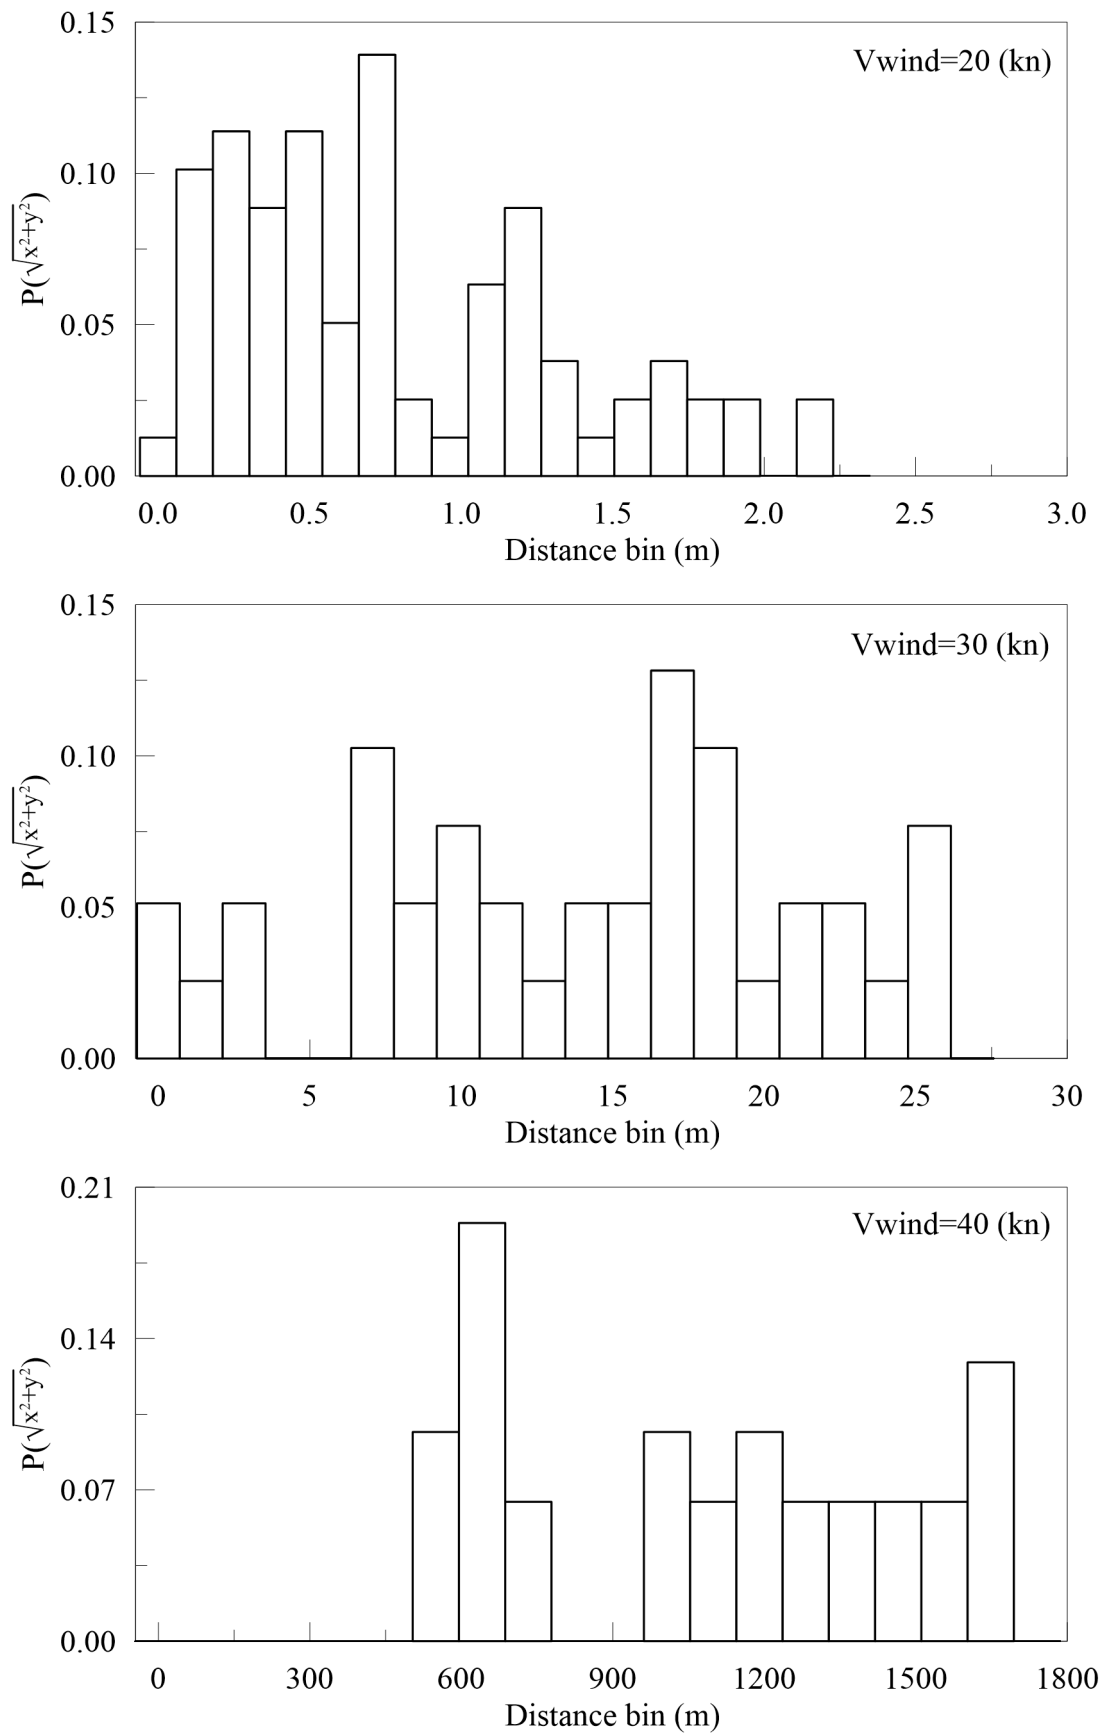 0.15
Vwind=20 (kn)
0.10
P(√x²+y²)
0.05
0.00
0.0 0.5 1.0 1.5 2.0 2.5 3.0
Distance bin (m)
0.15
Vwind=30 (kn)
0.10
P(√x²+y²)
0.05
0.00
0 5 10 15 20 25 30
Distance bin (m)
0.21
Vwind=40 (kn)
0.14
P(√x²+y²)
0.07
0.00
0 300 600 900 1200 1500 1800
Distance bin (m)